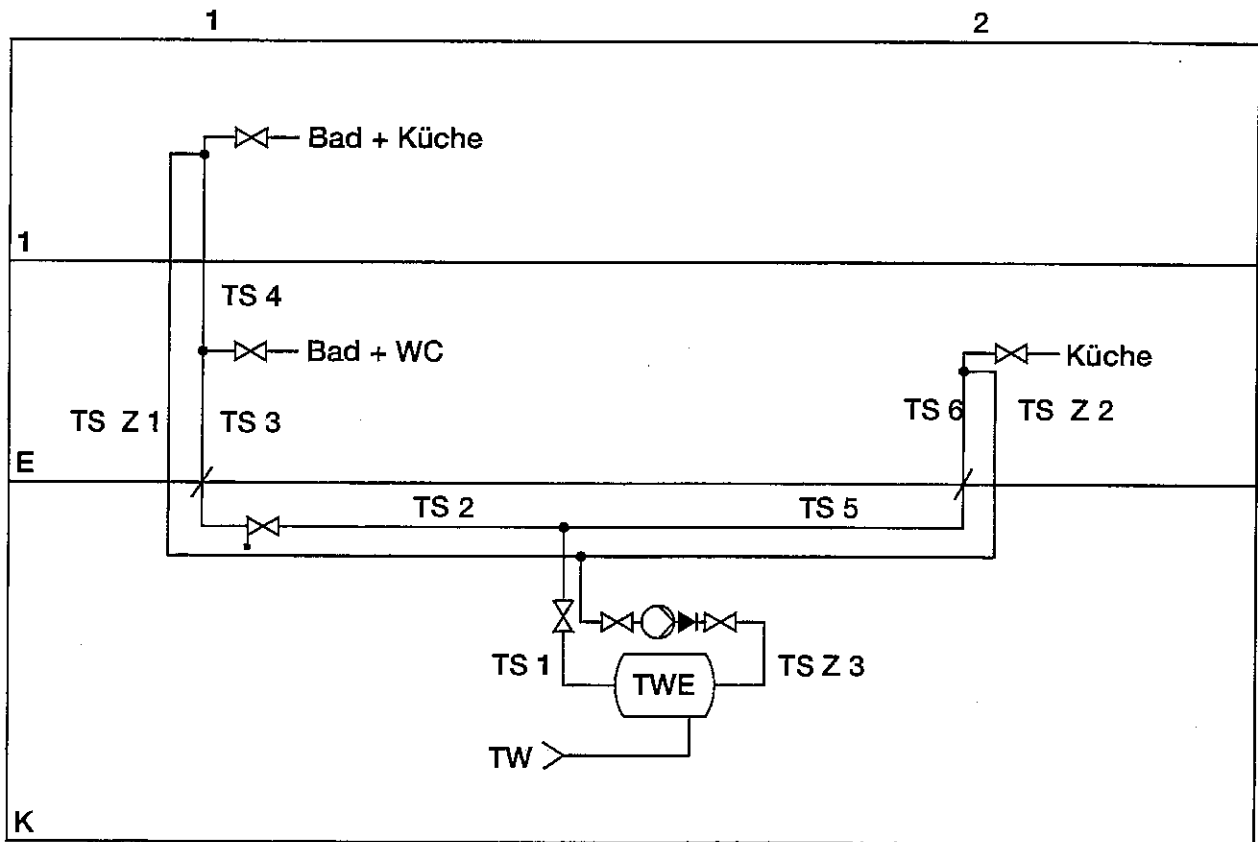 1 2
Bad + Küche
1
TS 4
Bad + WC
Küche
TS Z 1
TS 3
TS 6
TS Z 2
E
TS 2
TS 5
TS 1
TWE
TS Z 3
TW
K